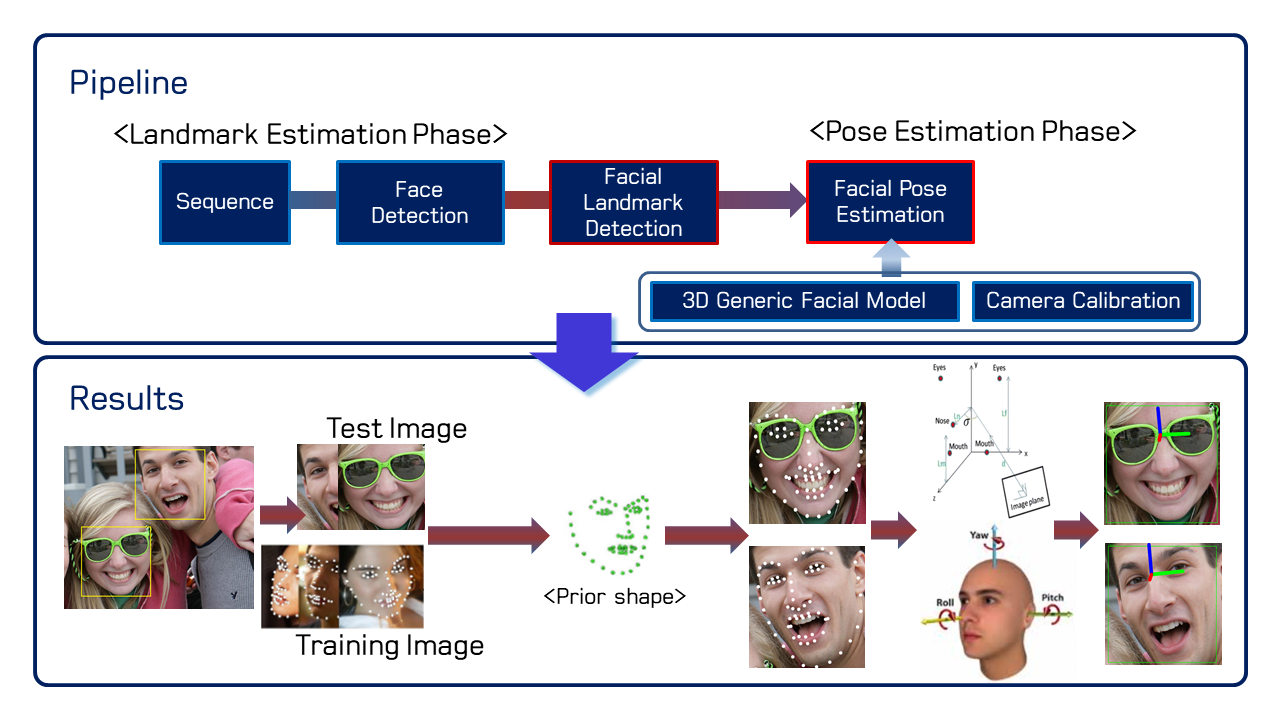 Pipeline
<Landmark Estimation Phase>
<Pose Estimation Phase>
Sequence
Face
Detection
Facial
Landmark
Detection
Facial Pose
Estimation
3D Generic Facial Model
Camera Calibration
Results
Test Image
Training Image
<Prior shape>
Eyes
y
Eyes
Ln
σ
Lf
Nose
Mouth
Mouth
Lm
x
d
z
Image plane
Yaw
Roll
Pitch